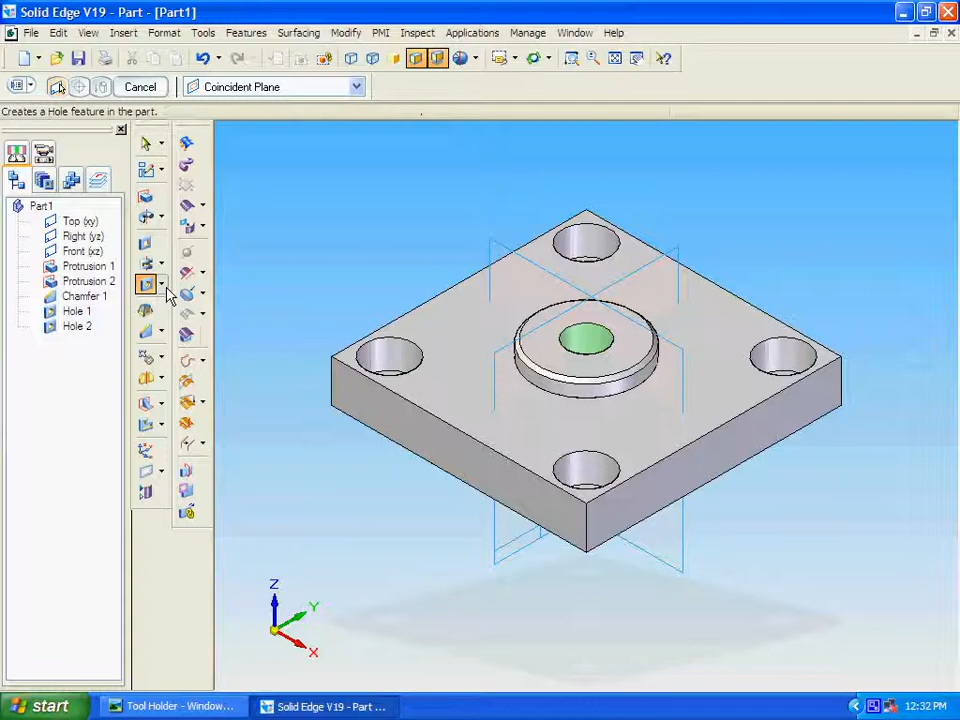 Solid Edge V19 - Part - [Part1]
File Edit View Insert Format Tools Features Surfacing Modify PMI Inspect Applications Manage Window Help
Cancel Coincident Plane
Creates a Hole feature in the part.
Part1
Top (xy)
Right (yz)
Front (xz)
Protrusion 1
Protrusion 2
Chamfer 1
Hole 1
Hole 2
Z
Y
X
start Tool Holder - Window... Solid Edge V19 - Part ... 12:32 PM